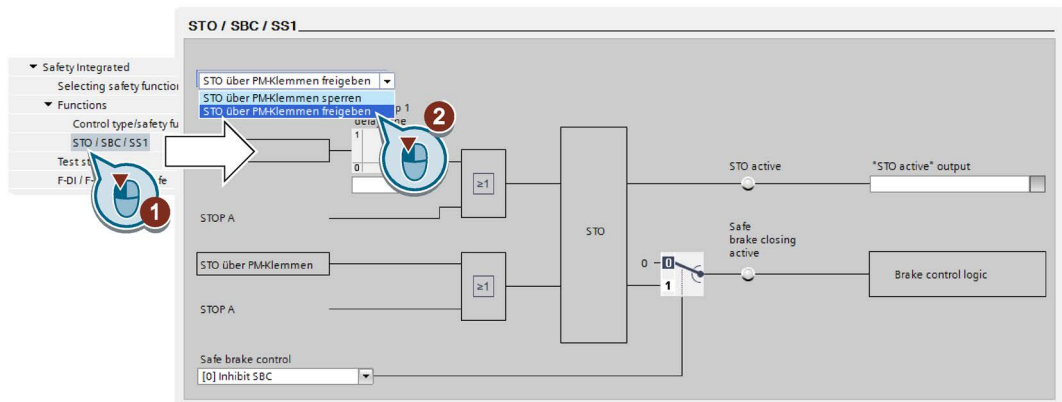 STO / SBC / SS1
Safety Integrated
Selecting safety function
Functions
Control type/safety fu
STO / SBC / SS1
Test st
F-DI / F- fe
1
STO über PM-Klemmen freigeben
STO über PM-Klemmen sperren
STO über PM-Klemmen freigeben
2
p 1
1
0
≥1
STOP A
STO über PM-Klemmen
≥1
STOP A
STO
STO active
"STO active" output
Safe
brake closing
active
0
0
1
Brake control logic
Safe brake control
[0] Inhibit SBC